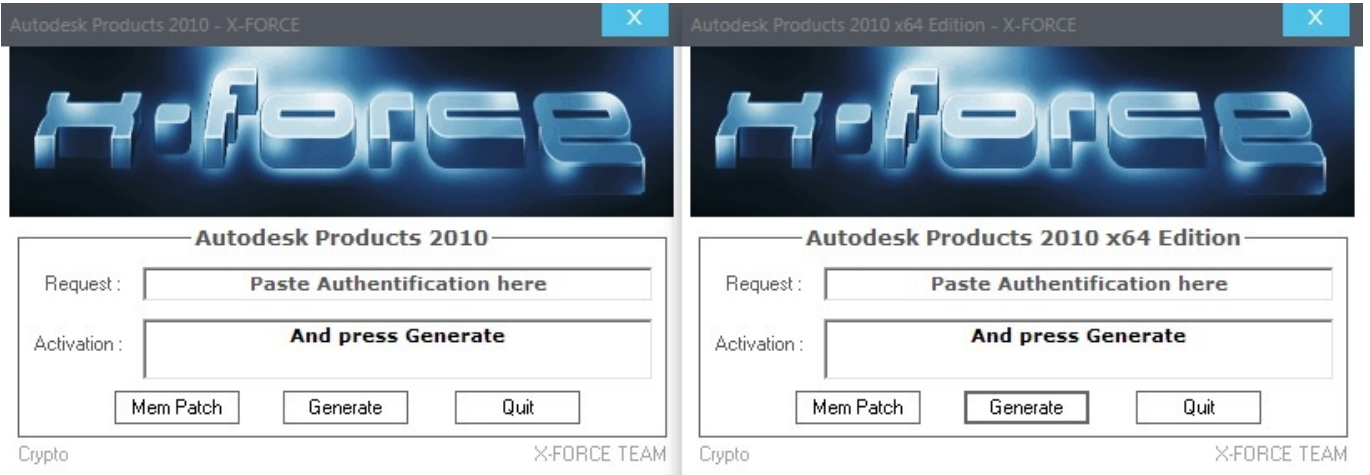 Autodesk Products 2010 - X-FORCE
X
x-force
Autodesk Products 2010
Request :
Paste Authentification here
Activation :
And press Generate
Mem Patch
Generate
Quit
Crypto
X-FORCE TEAM
Autodesk Products 2010 x64 Edition - X-FORCE
X
x-force
Autodesk Products 2010 x64 Edition
Request :
Paste Authentification here
Activation :
And press Generate
Mem Patch
Generate
Quit
Crypto
X-FORCE TEAM